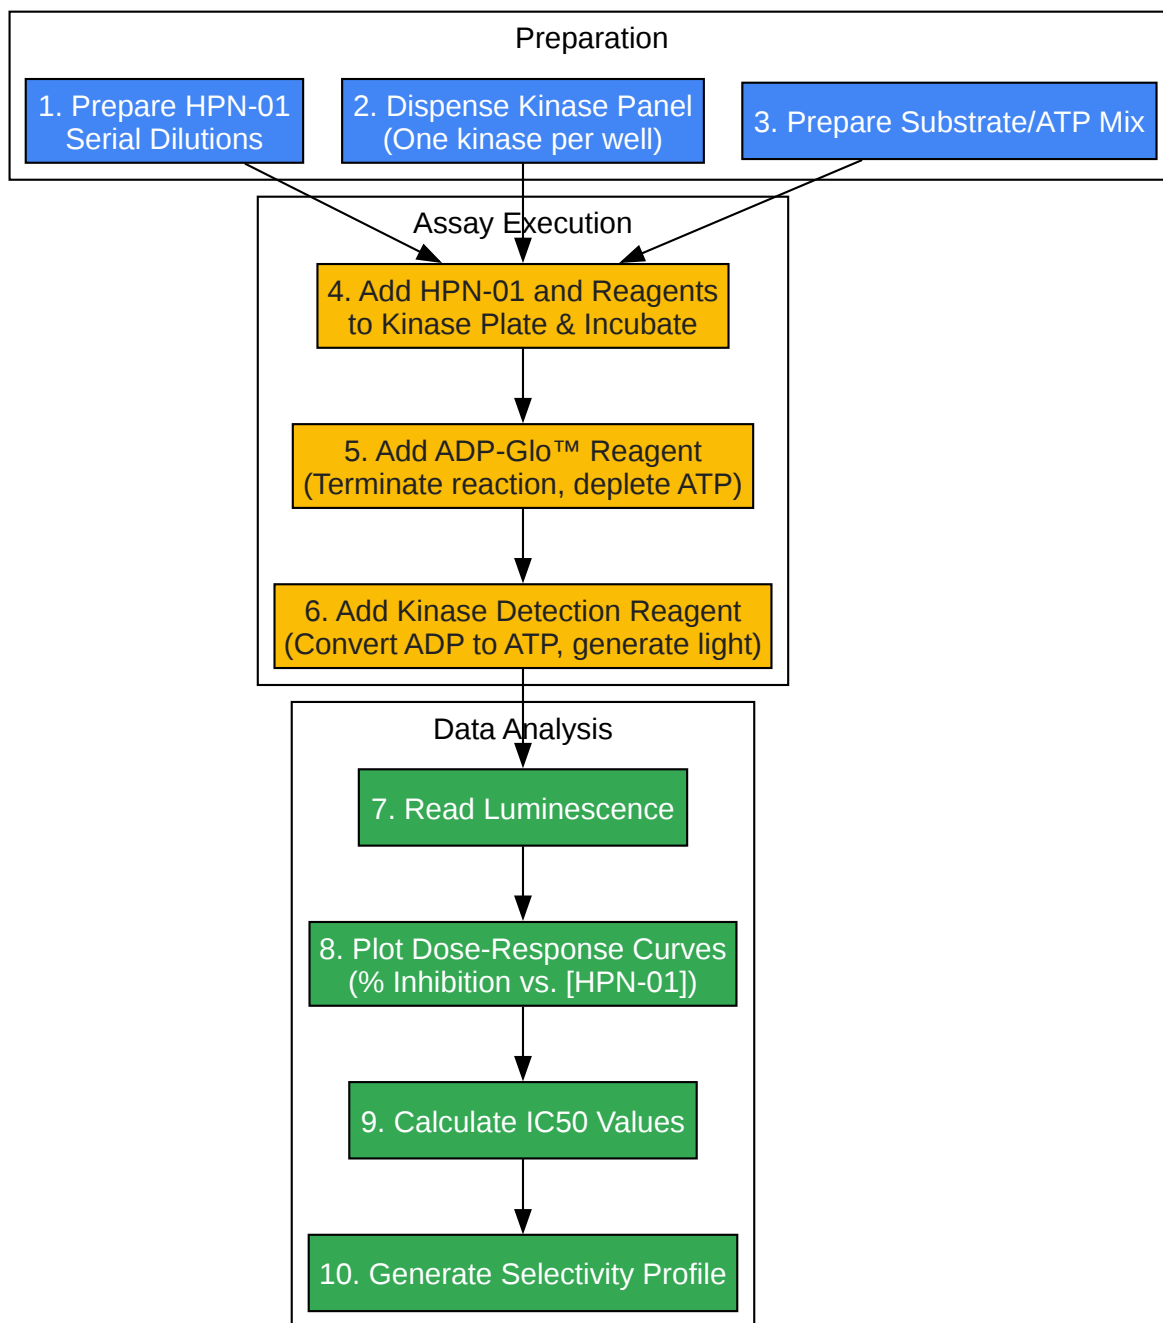 Preparation
1. Prepare HPN-01
Serial Dilutions
2. Dispense Kinase Panel
(One kinase per well)
3. Prepare Substrate/ATP Mix
Assay Execution
4. Add HPN-01 and Reagents
to Kinase Plate & Incubate
5. Add ADP-Glo™ Reagent
(Terminate reaction, deplete ATP)
6. Add Kinase Detection Reagent
(Convert ADP to ATP, generate light)
Data Analysis
7. Read Luminescence
8. Plot Dose-Response Curves
(% Inhibition vs. [HPN-01])
9. Calculate IC50 Values
10. Generate Selectivity Profile